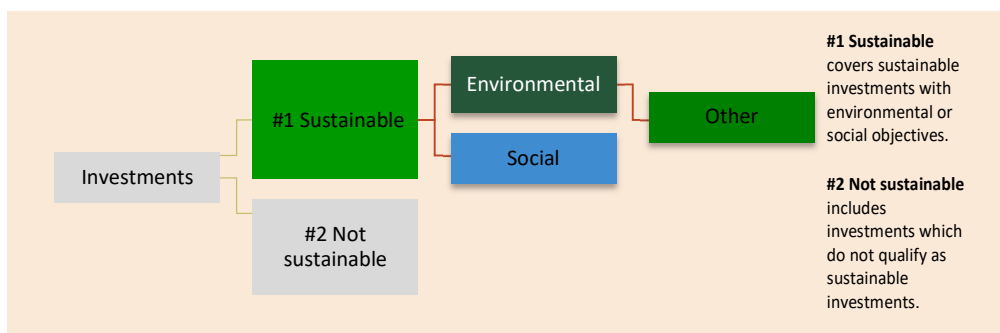 Investments
#1 Sustainable
#2 Not
sustainable
Environmental
Social
Other
#1 Sustainable
covers sustainable
investments with
environmental or
social objectives.
#2 Not sustainable
includes
investments which
do not qualify as
sustainable
investments.